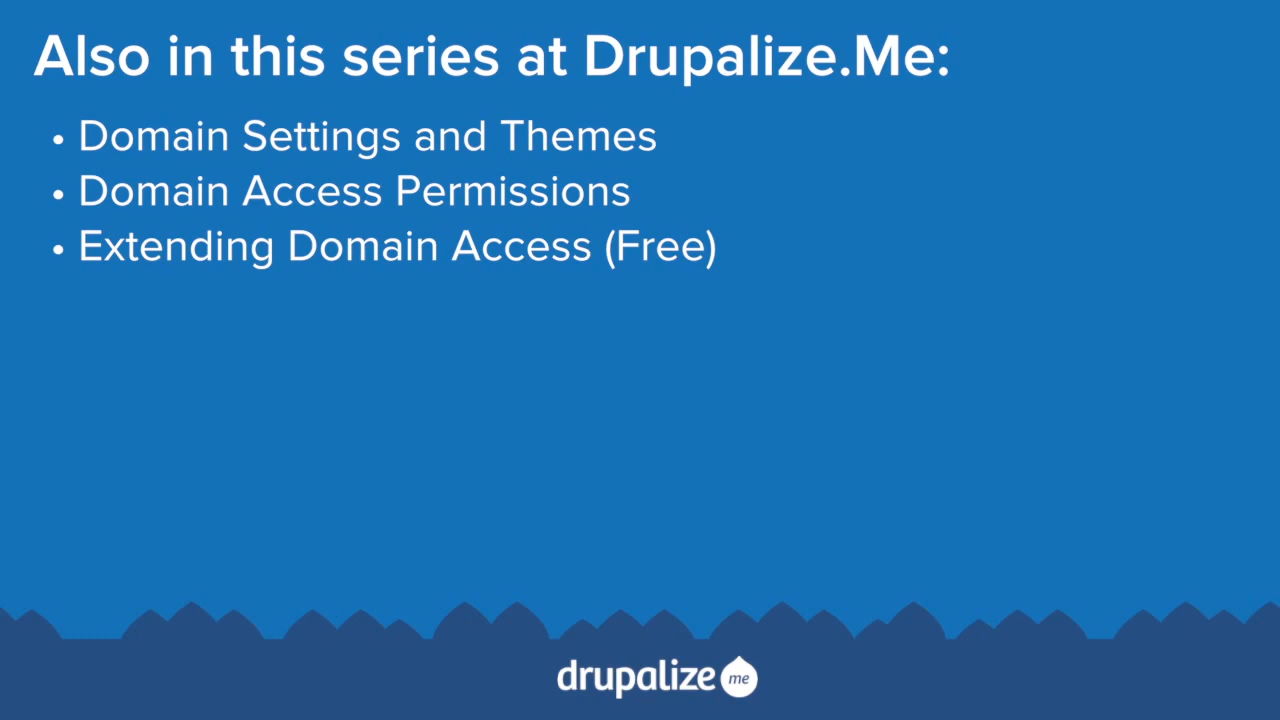 Also in this series at Drupalize.Me:
• Domain Settings and Themes
• Domain Access Permissions
• Extending Domain Access (Free)
drupalize me